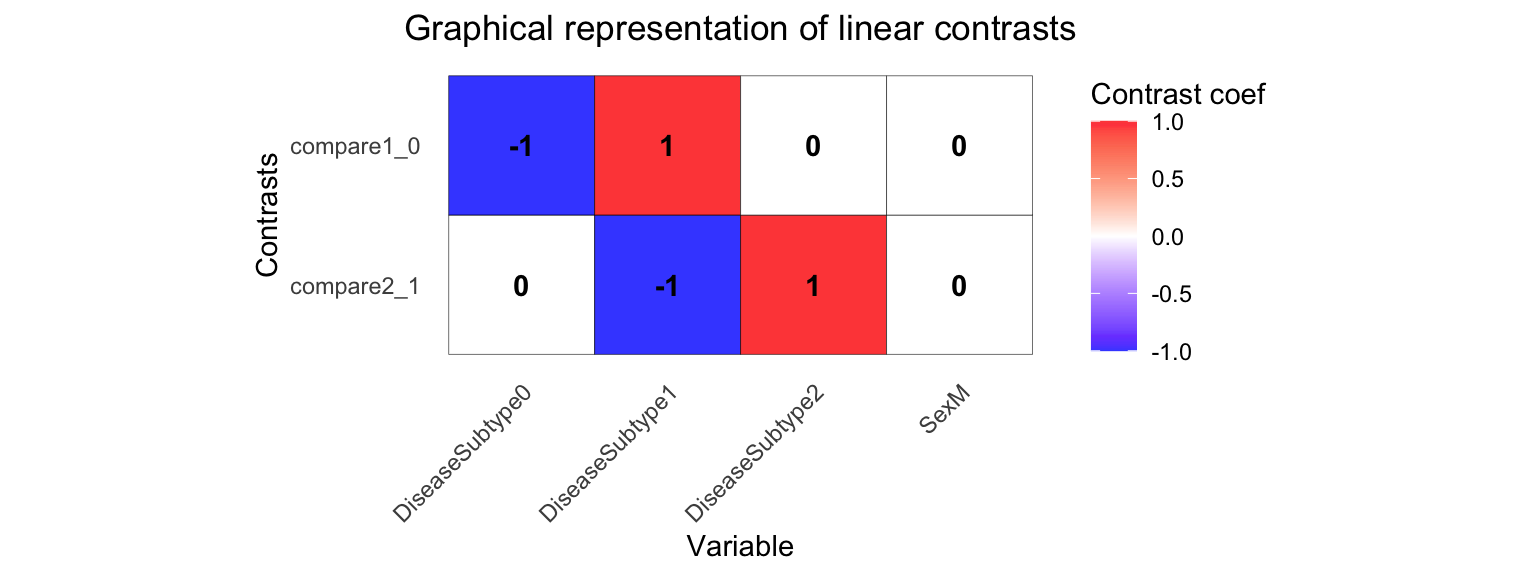 Graphical representation of linear contrasts
Contrasts
compare1_0
-1 1 0 0
compare2_1
0 -1 1 0
DiseaseSubtype0
DiseaseSubtype1
DiseaseSubtype2
SexM
Variable
Contrast coef
1.0
0.5
0.0
-0.5
-1.0